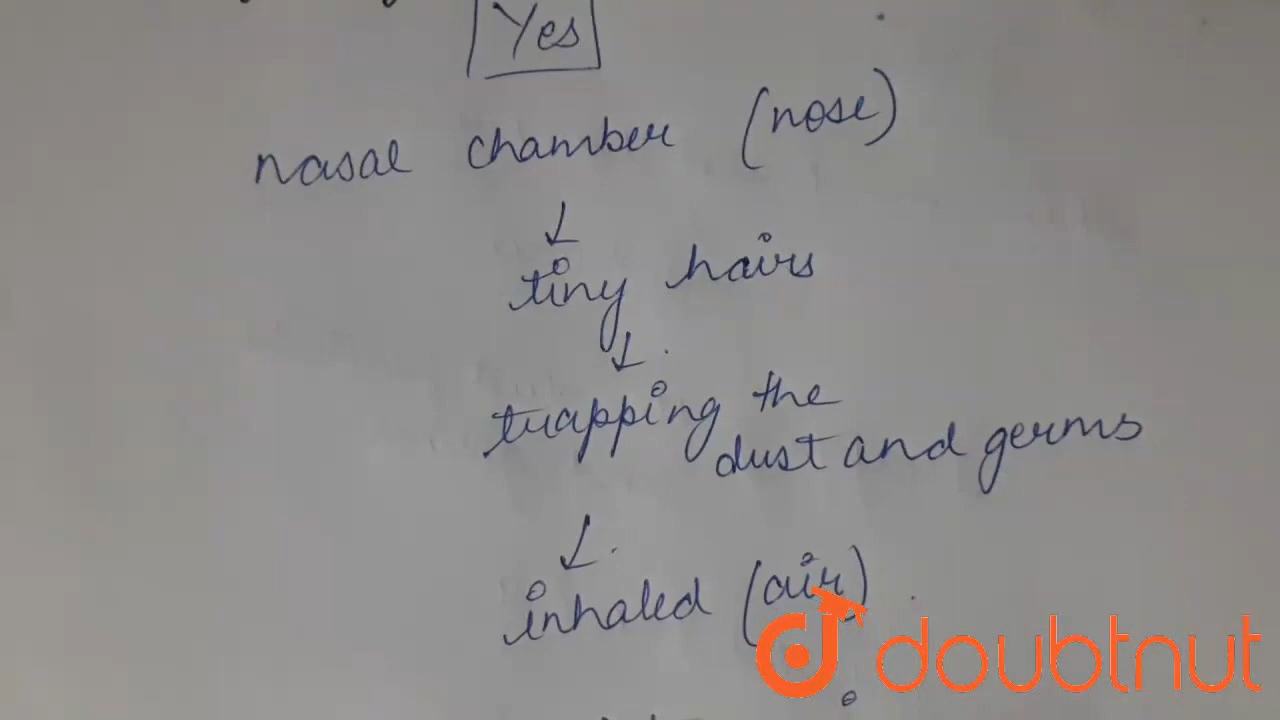 Yes
nasal chamber (nose)
↓
tiny hairs
↓
trapping the
dust and germs
↓
inhaled (air)
doubtnut